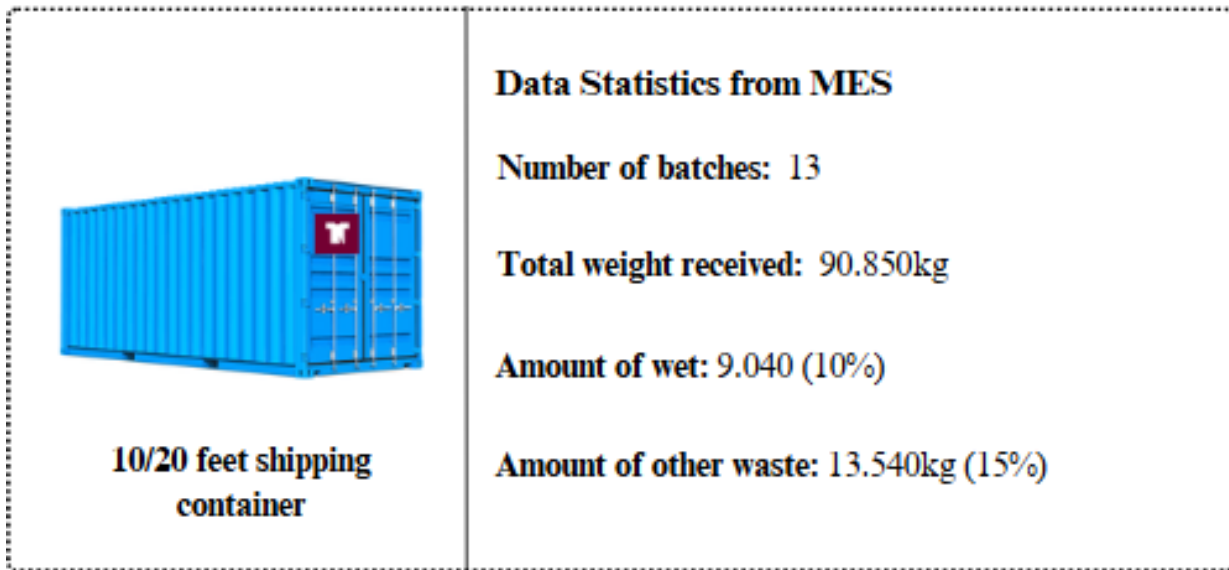 Data Statistics from MES
Number of batches: 13
Total weight received: 90.850kg
Amount of wet: 9.040 (10%)
Amount of other waste: 13.540kg (15%)
10/20 feet shipping
container